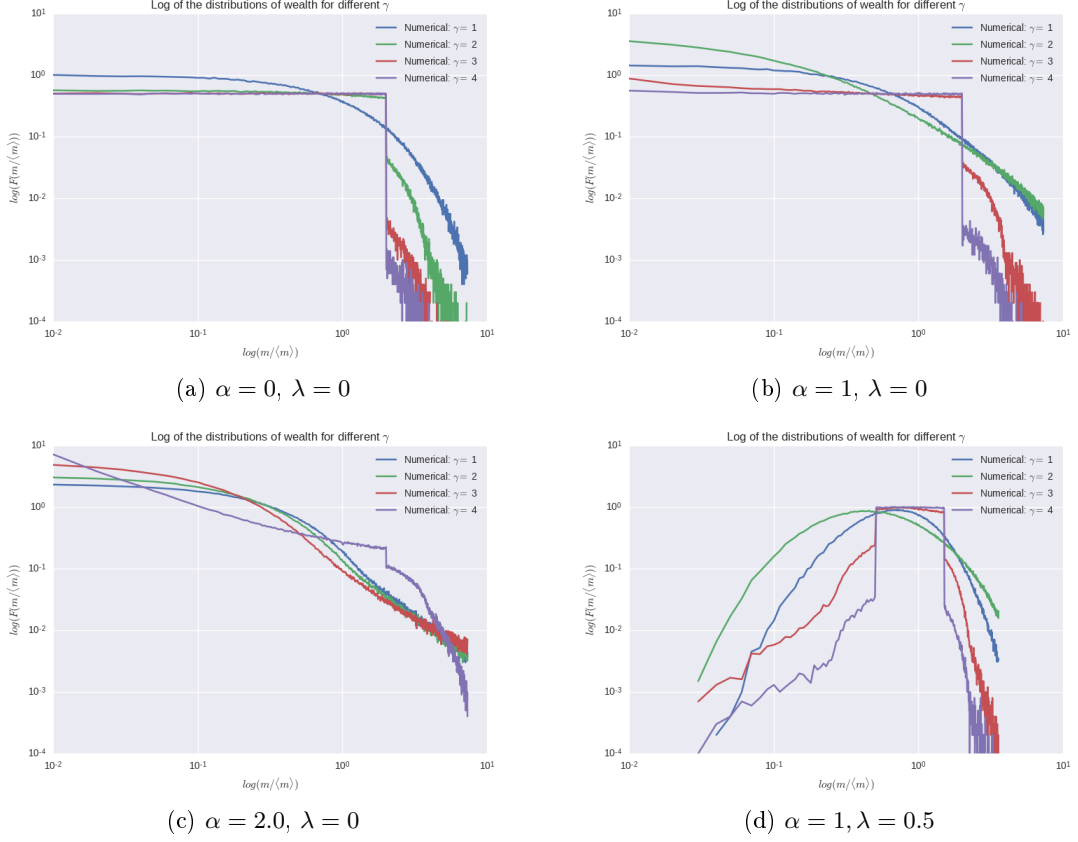 Log of the distributions of wealth for different γ
Numerical: γ= 1
Numerical: γ= 2
Numerical: γ= 3
Numerical: γ= 4
10^1
10^0
10^-1
10^-2
10^-3
10^-4
log(F(m/⟨m⟩))
10^-2 10^-1 10^0 10^1
log(m/⟨m⟩)
(a) α = 0, λ = 0
Log of the distributions of wealth for different γ
Numerical: γ= 1
Numerical: γ= 2
Numerical: γ= 3
Numerical: γ= 4
10^1
10^0
10^-1
10^-2
10^-3
10^-4
log(F(m/⟨m⟩))
10^-2 10^-1 10^0 10^1
log(m/⟨m⟩)
(b) α = 1, λ = 0
Log of the distributions of wealth for different γ
Numerical: γ= 1
Numerical: γ= 2
Numerical: γ= 3
Numerical: γ= 4
10^1
10^0
10^-1
10^-2
10^-3
10^-4
log(F(m/⟨m⟩))
10^-2 10^-1 10^0 10^1
log(m/⟨m⟩)
(c) α = 2.0, λ = 0
Log of the distributions of wealth for different γ
Numerical: γ= 1
Numerical: γ= 2
Numerical: γ= 3
Numerical: γ= 4
10^1
10^0
10^-1
10^-2
10^-3
10^-4
log(F(m/⟨m⟩))
10^-2 10^-1 10^0 10^1
log(m/⟨m⟩)
(d) α = 1, λ = 0.5